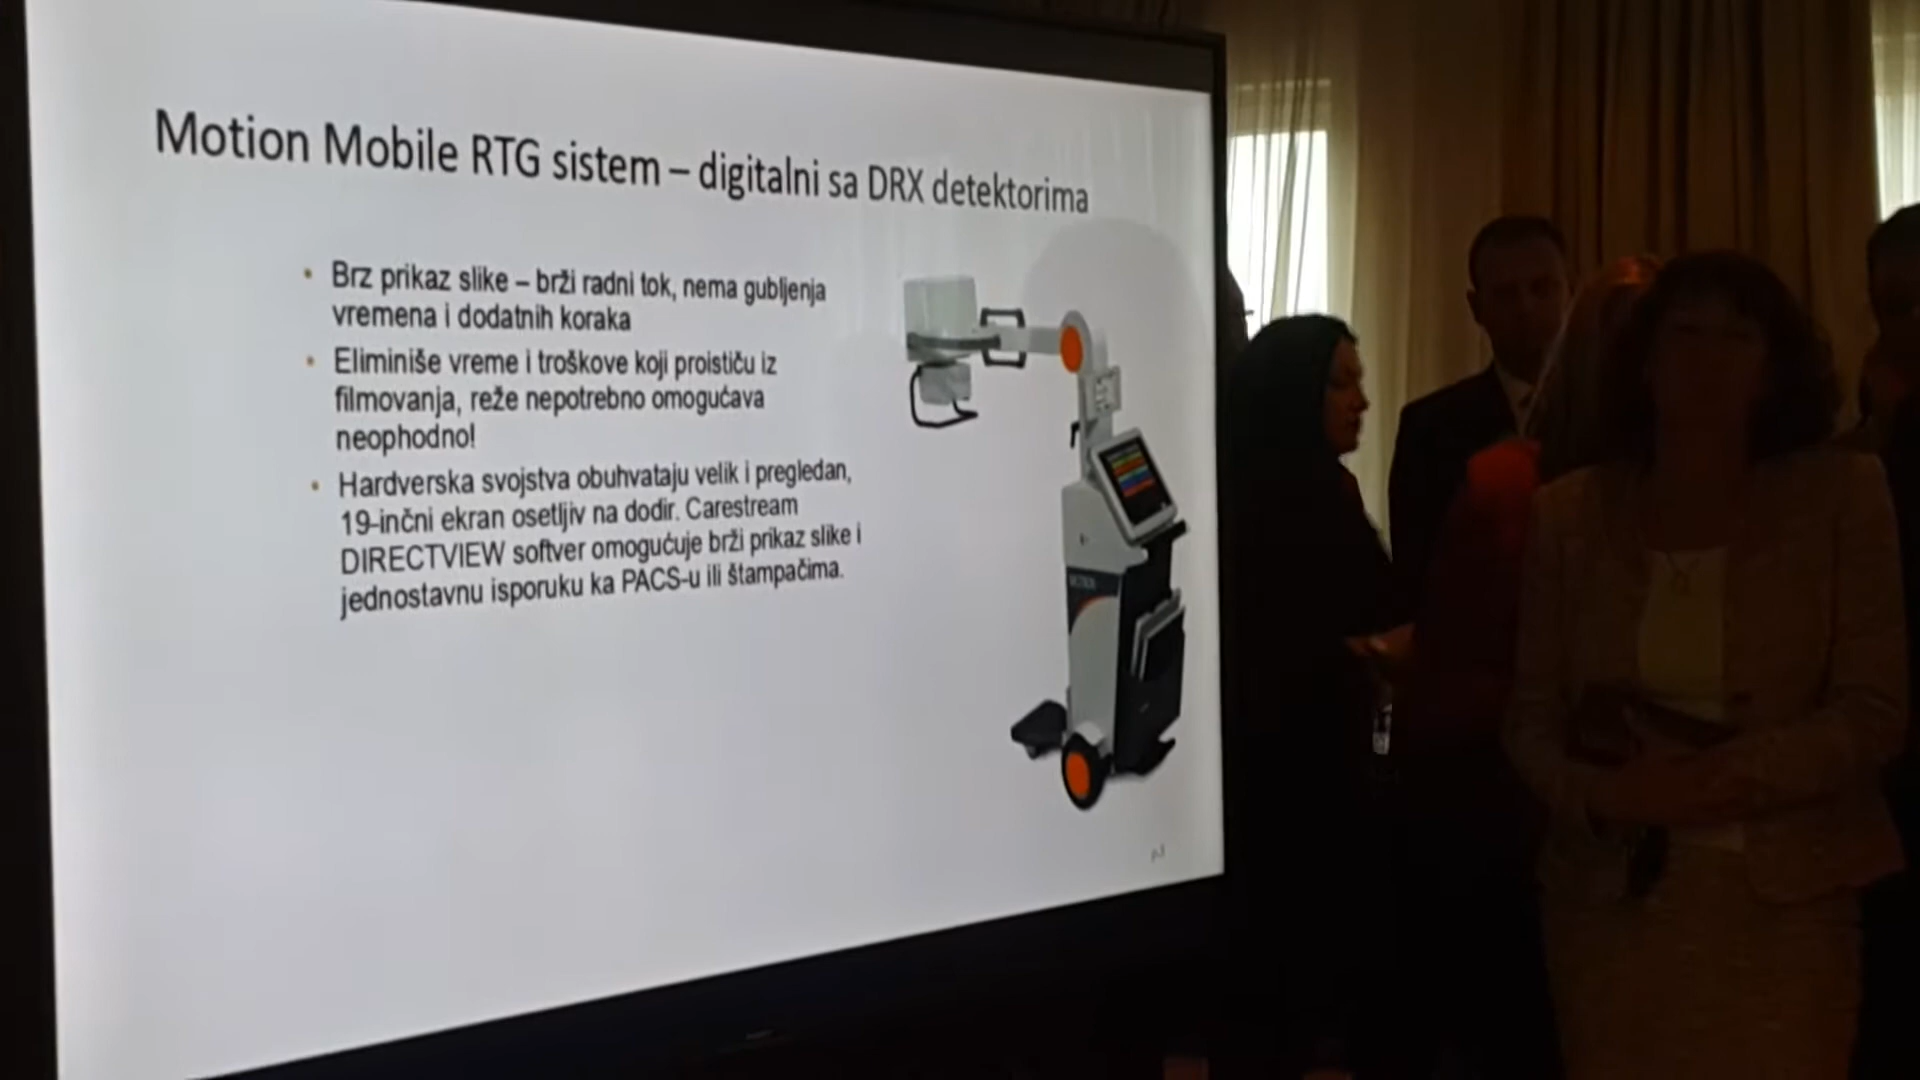 Motion Mobile RTG sistem – digitalni sa DRX detektorima
• Brz prikaz slike – brži radni tok, nema gubljenja
vremena i dodatnih koraka
• Eliminiše vreme i troškove koji proističu iz
filmovanja, reže nepotrebno omogućava
neophodno!
• Hardverska svojstva obuhvataju velik i pregledan,
19-inčni ekran osetljiv na dodir. Carestream
DIRECTVIEW softver omogućuje brži prikaz slike i
jednostavnu isporuku ka PACS-u ili štampačima.